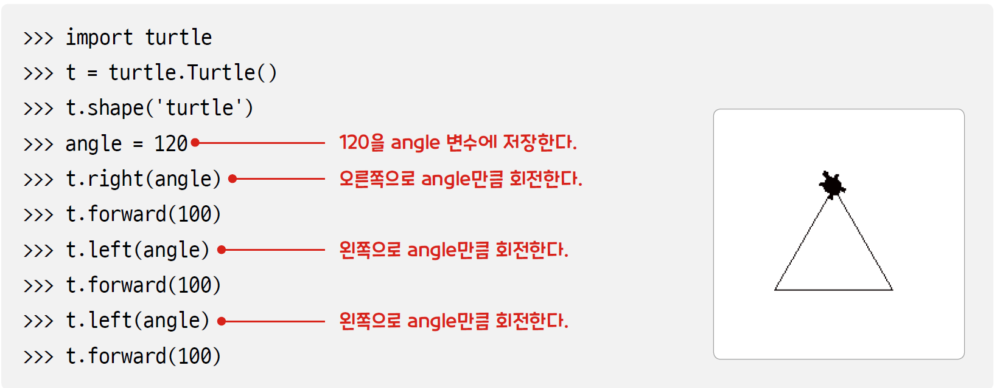 >>> import turtle
>>> t = turtle.Turtle()
>>> t.shape('turtle')
>>> angle = 120 120을 angle 변수에 저장한다.
>>> t.right(angle) 오른쪽으로 angle만큼 회전한다.
>>> t.forward(100)
>>> t.left(angle) 왼쪽으로 angle만큼 회전한다.
>>> t.forward(100)
>>> t.left(angle) 왼쪽으로 angle만큼 회전한다.
>>> t.forward(100)